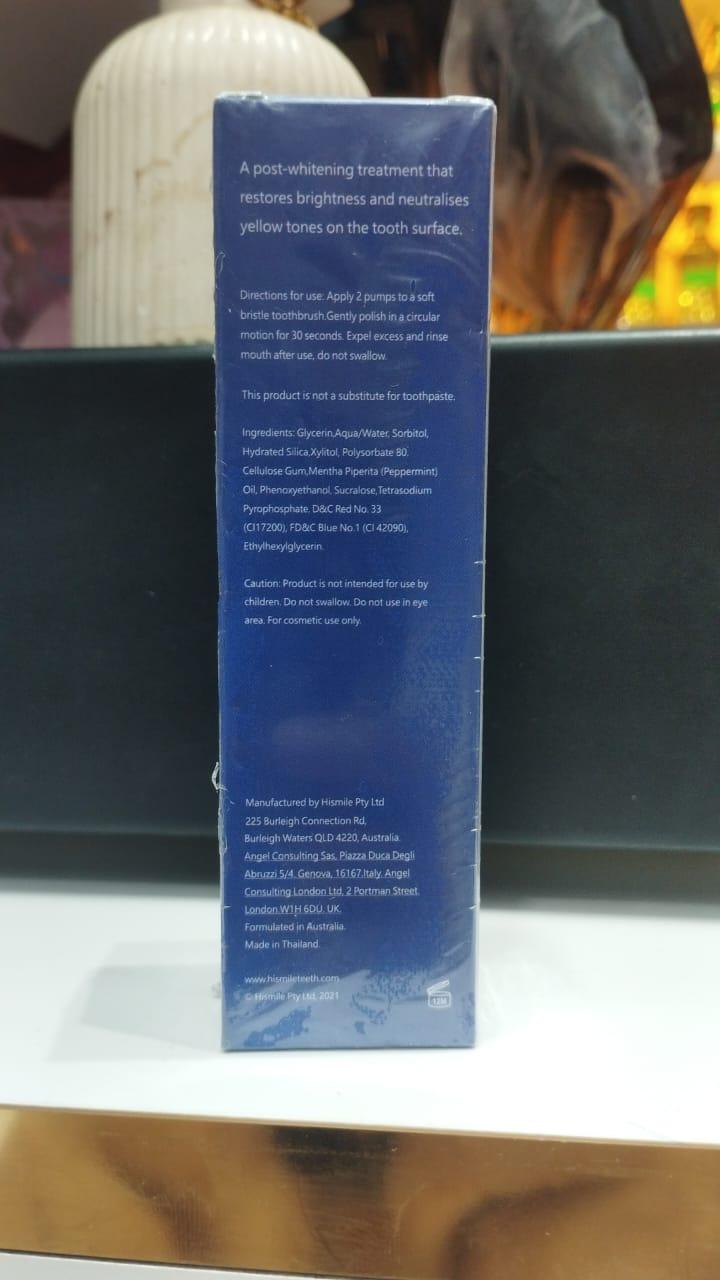 A post-whitening treatment that
restores brightness and neutralises
yellow tones on the tooth surface.
Directions for use: Apply 2 pumps to a soft
bristle toothbrush.Gently polish in a circular
motion for 30 seconds. Expel excess and rinse
mouth after use, do not swallow.
This product is not a substitute for toothpaste.
Ingredients: Glycerin,Aqua/Water, Sorbitol,
Hydrated Silica,Xylitol, Polysorbate 80,
Cellulose Gum,Mentha Piperita (Peppermint)
Oil, Phenoxyethanol, Sucralose,Tetrasodium
Pyrophosphate, D&C Red No. 33
(CI17200), FD&C Blue No.1 (CI 42090),
Ethylhexylglycerin.
Caution: Product is not intended for use by
children. Do not swallow. Do not use in eye
area. For cosmetic use only.
Manufactured by Hismile Pty Ltd
225 Burleigh Connection Rd,
Burleigh Waters QLD 4220, Australia.
Angel Consulting Sas, Piazza Duca Degli
Abruzzi 5/4, Genova, 16167,Italy. Angel
Consulting London Ltd, 2 Portman Street,
London,W1H 6DU, UK.
Formulated in Australia.
Made in Thailand.
www.hismileteeth.com
© Hismile Pty Ltd, 2021
12M